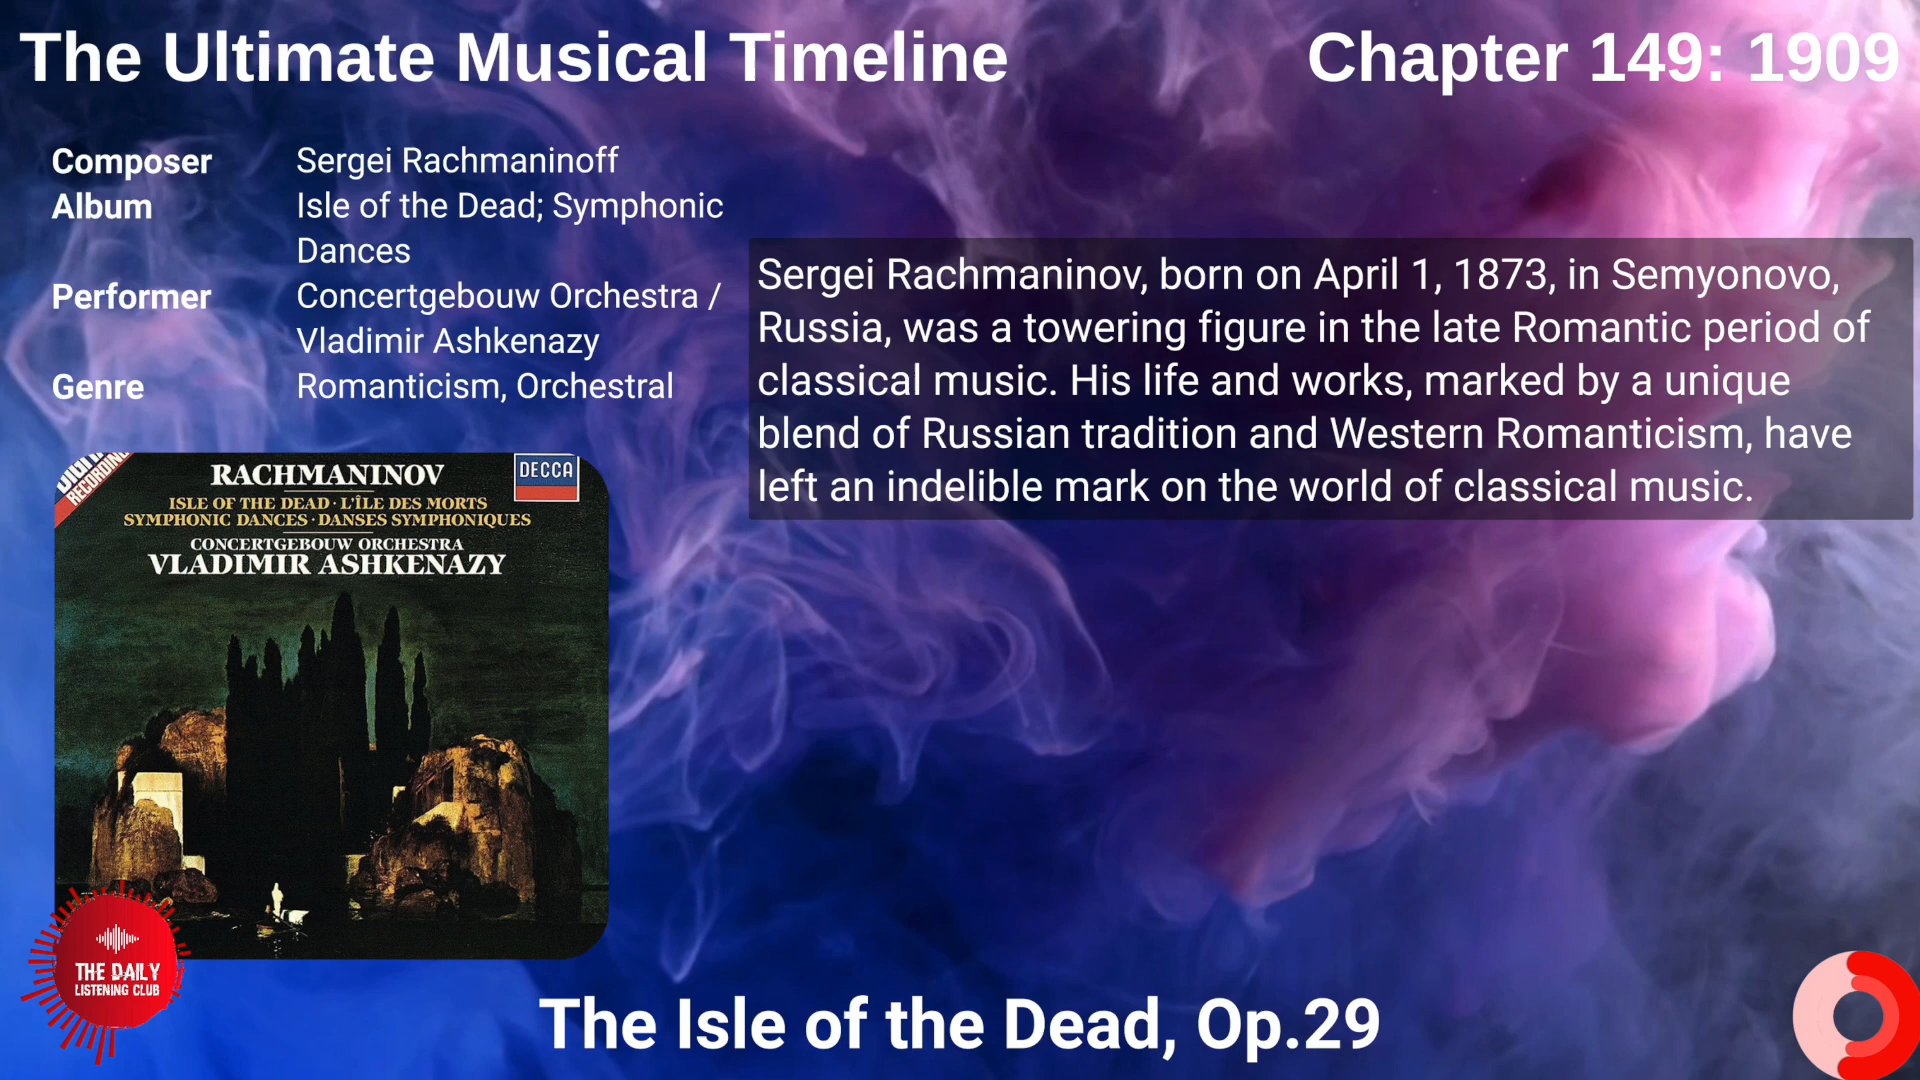 The Ultimate Musical Timeline
Chapter 149: 1909
Composer Sergei Rachmaninoff
Album Isle of the Dead; Symphonic
Dances
Performer Concertgebouw Orchestra /
Vladimir Ashkenazy
Genre Romanticism, Orchestral
Sergei Rachmaninov, born on April 1, 1873, in Semyonovo,
Russia, was a towering figure in the late Romantic period of
classical music. His life and works, marked by a unique
blend of Russian tradition and Western Romanticism, have
left an indelible mark on the world of classical music.
RECORDING
DECCA
RACHMANINOV
ISLE OF THE DEAD · L'ÎLE DES MORTS
SYMPHONIC DANCES · DANSES SYMPHONIQUES
CONCERTGEBOUW ORCHESTRA
VLADIMIR ASHKENAZY
THE DAILY
LISTENING CLUB
The Isle of the Dead, Op.29